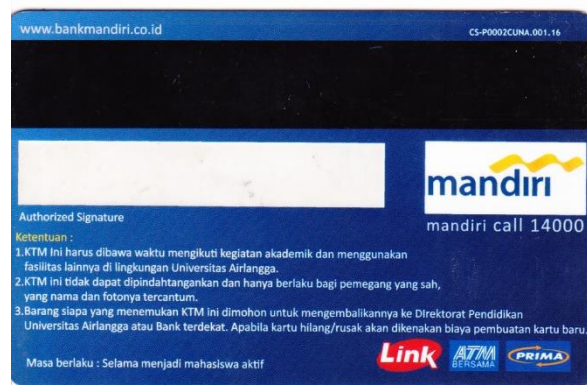 www.bankmandiri.co.id
CS-P0002CUNA.001.16
mandiri
mandiri call 14000
Authorized Signature
Ketentuan :
1.KTM Ini harus dibawa waktu mengikuti kegiatan akademik dan menggunakan
fasilitas lainnya di lingkungan Universitas Airlangga.
2.KTM ini tidak dapat dipindahtangankan dan hanya berlaku bagi pemegang yang sah,
yang nama dan fotonya tercantum.
3.Barang siapa yang menemukan KTM ini dimohon untuk mengembalikannya ke Direktorat Pendidikan
Universitas Airlangga atau Bank terdekat. Apabila kartu hilang/rusak akan dikenakan biaya pembuatan kartu baru.
Masa berlaku : Selama menjadi mahasiswa aktif
Link
ATM
BERSAMA
PRIMA